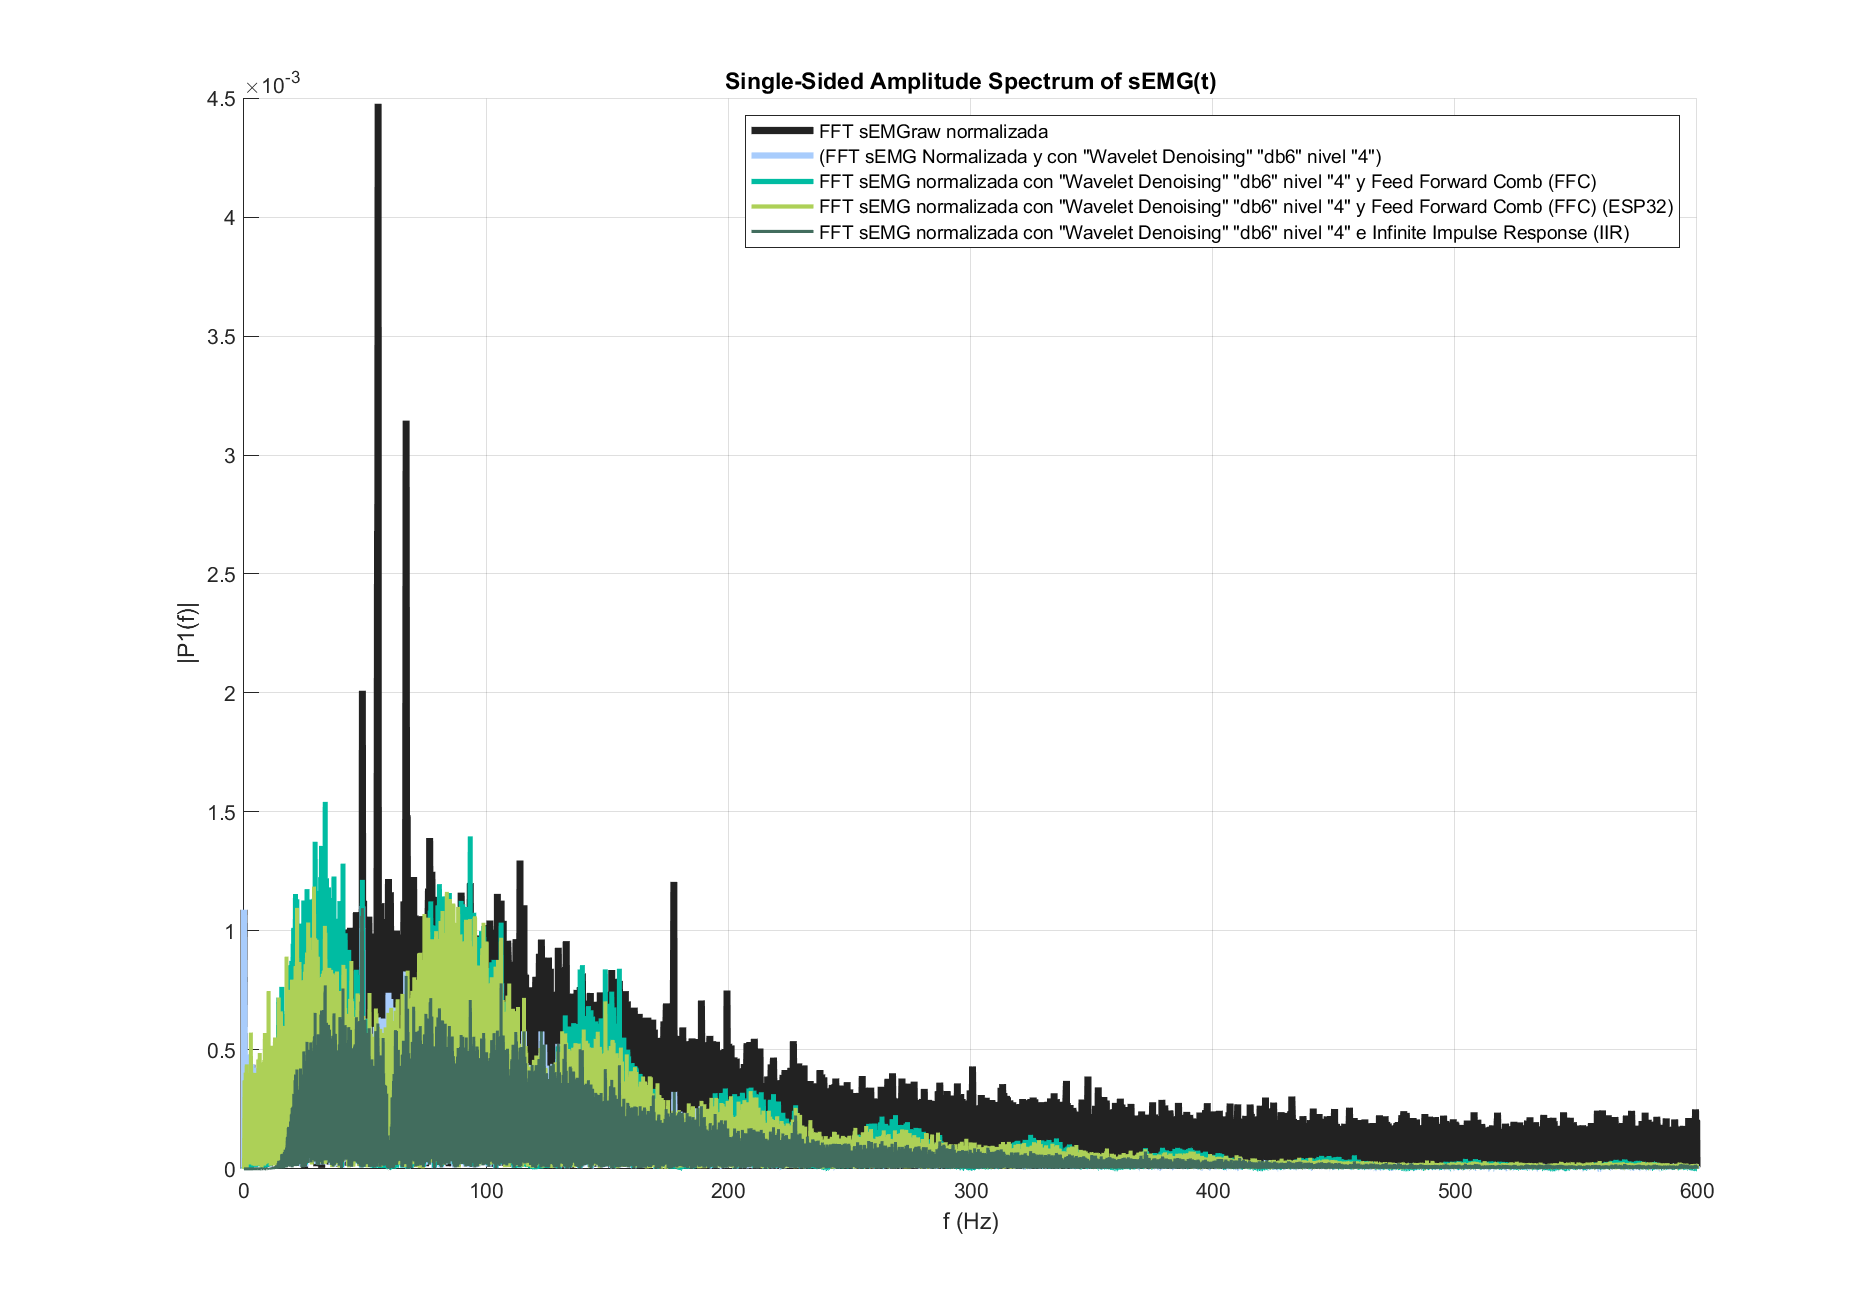 Single-Sided Amplitude Spectrum of sEMG(t)
×10-3
4.5
4
3.5
3
2.5
2
1.5
1
0.5
0
|P1(f)|
FFT sEMGraw normalizada
(FFT sEMG Normalizada y con "Wavelet Denoising" "db6" nivel "4")
FFT sEMG normalizada con "Wavelet Denoising" "db6" nivel "4" y Feed Forward Comb (FFC)
FFT sEMG normalizada con "Wavelet Denoising" "db6" nivel "4" y Feed Forward Comb (FFC) (ESP32)
FFT sEMG normalizada con "Wavelet Denoising" "db6" nivel "4" e Infinite Impulse Response (IIR)
0 100 200 300 400 500 600
f (Hz)